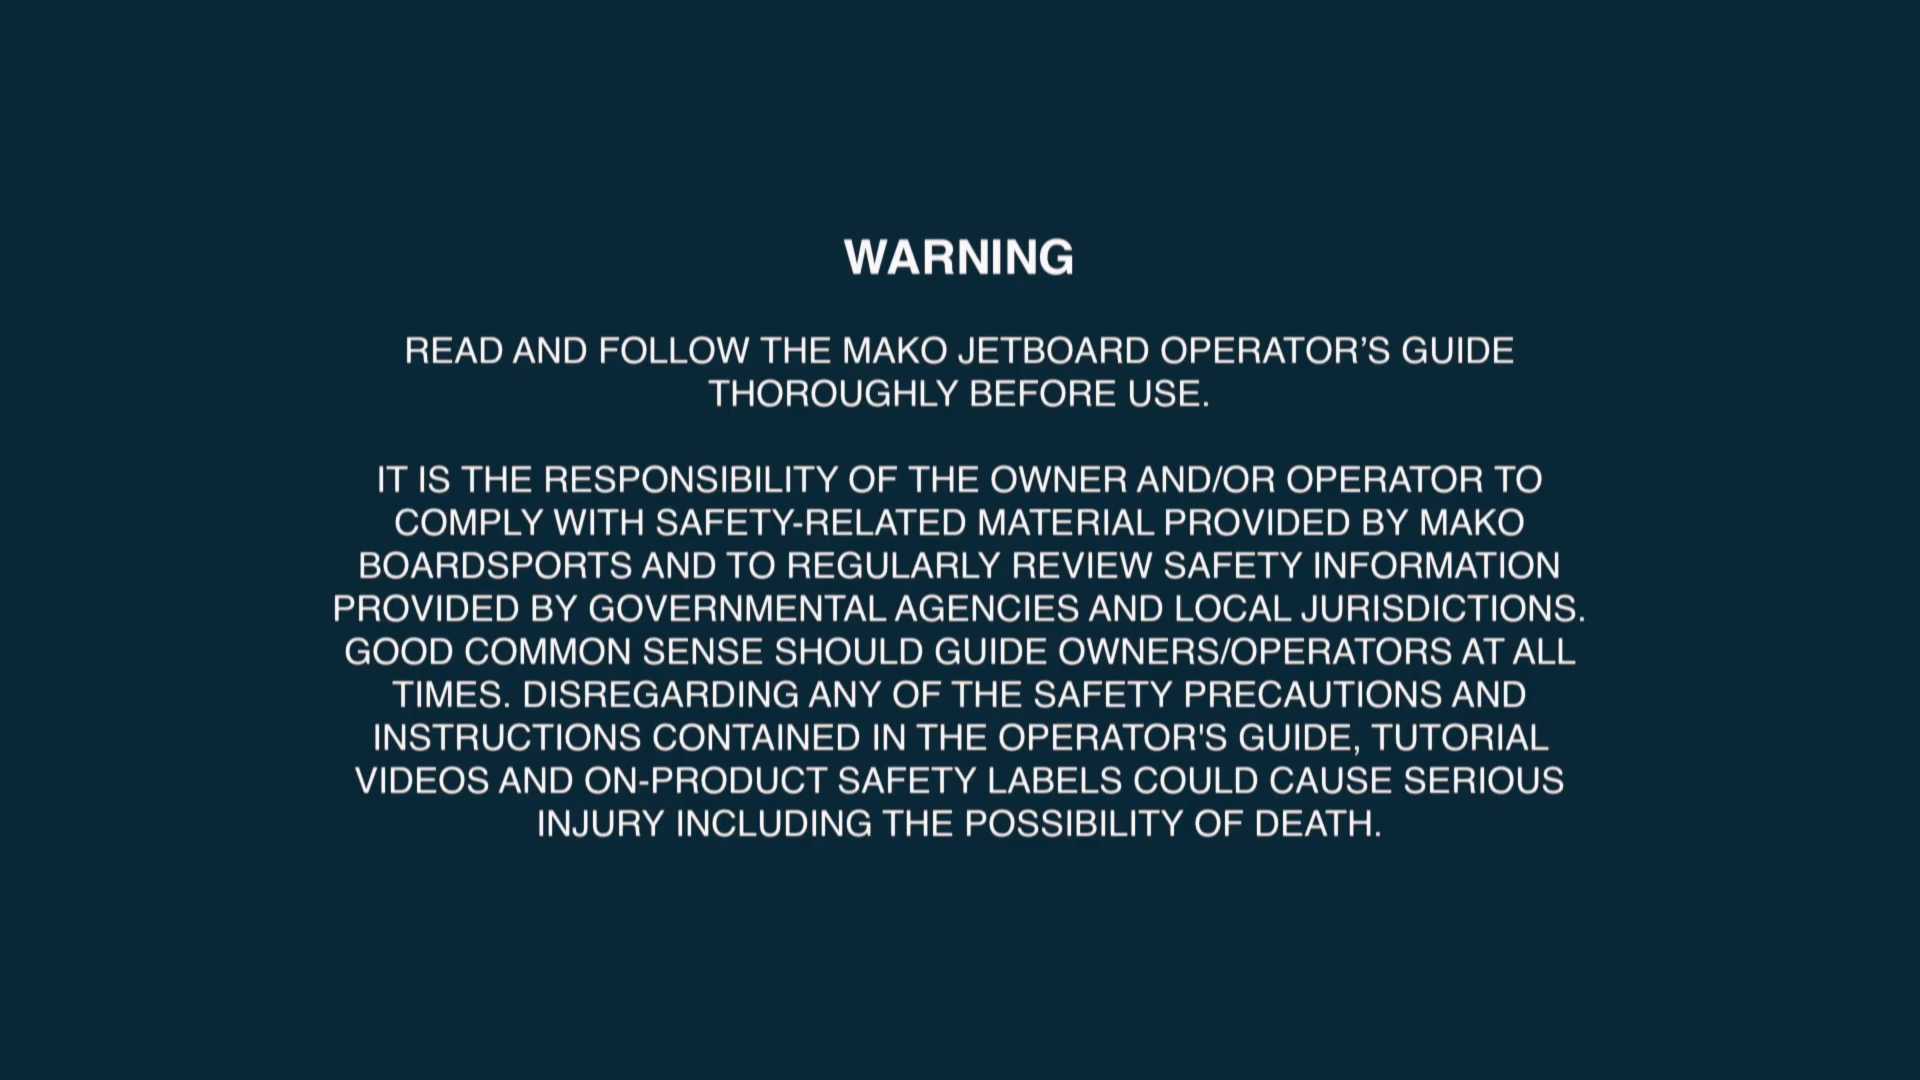 WARNING
READ AND FOLLOW THE MAKO JETBOARD OPERATOR’S GUIDE
THOROUGHLY BEFORE USE.
IT IS THE RESPONSIBILITY OF THE OWNER AND/OR OPERATOR TO
COMPLY WITH SAFETY-RELATED MATERIAL PROVIDED BY MAKO
BOARDSPORTS AND TO REGULARLY REVIEW SAFETY INFORMATION
PROVIDED BY GOVERNMENTAL AGENCIES AND LOCAL JURISDICTIONS.
GOOD COMMON SENSE SHOULD GUIDE OWNERS/OPERATORS AT ALL
TIMES. DISREGARDING ANY OF THE SAFETY PRECAUTIONS AND
INSTRUCTIONS CONTAINED IN THE OPERATOR'S GUIDE, TUTORIAL
VIDEOS AND ON-PRODUCT SAFETY LABELS COULD CAUSE SERIOUS
INJURY INCLUDING THE POSSIBILITY OF DEATH.